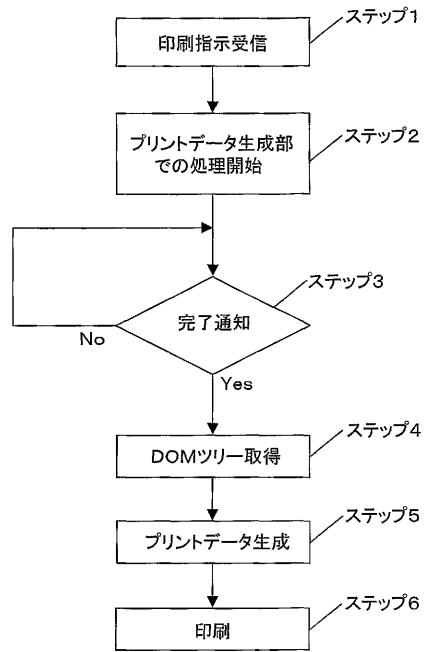 ステップ1
印刷指示受信
ステップ2
プリントデータ生成部
での処理開始
ステップ3
完了通知
No
Yes
ステップ4
DOMツリー取得
ステップ5
プリントデータ生成
ステップ6
印刷